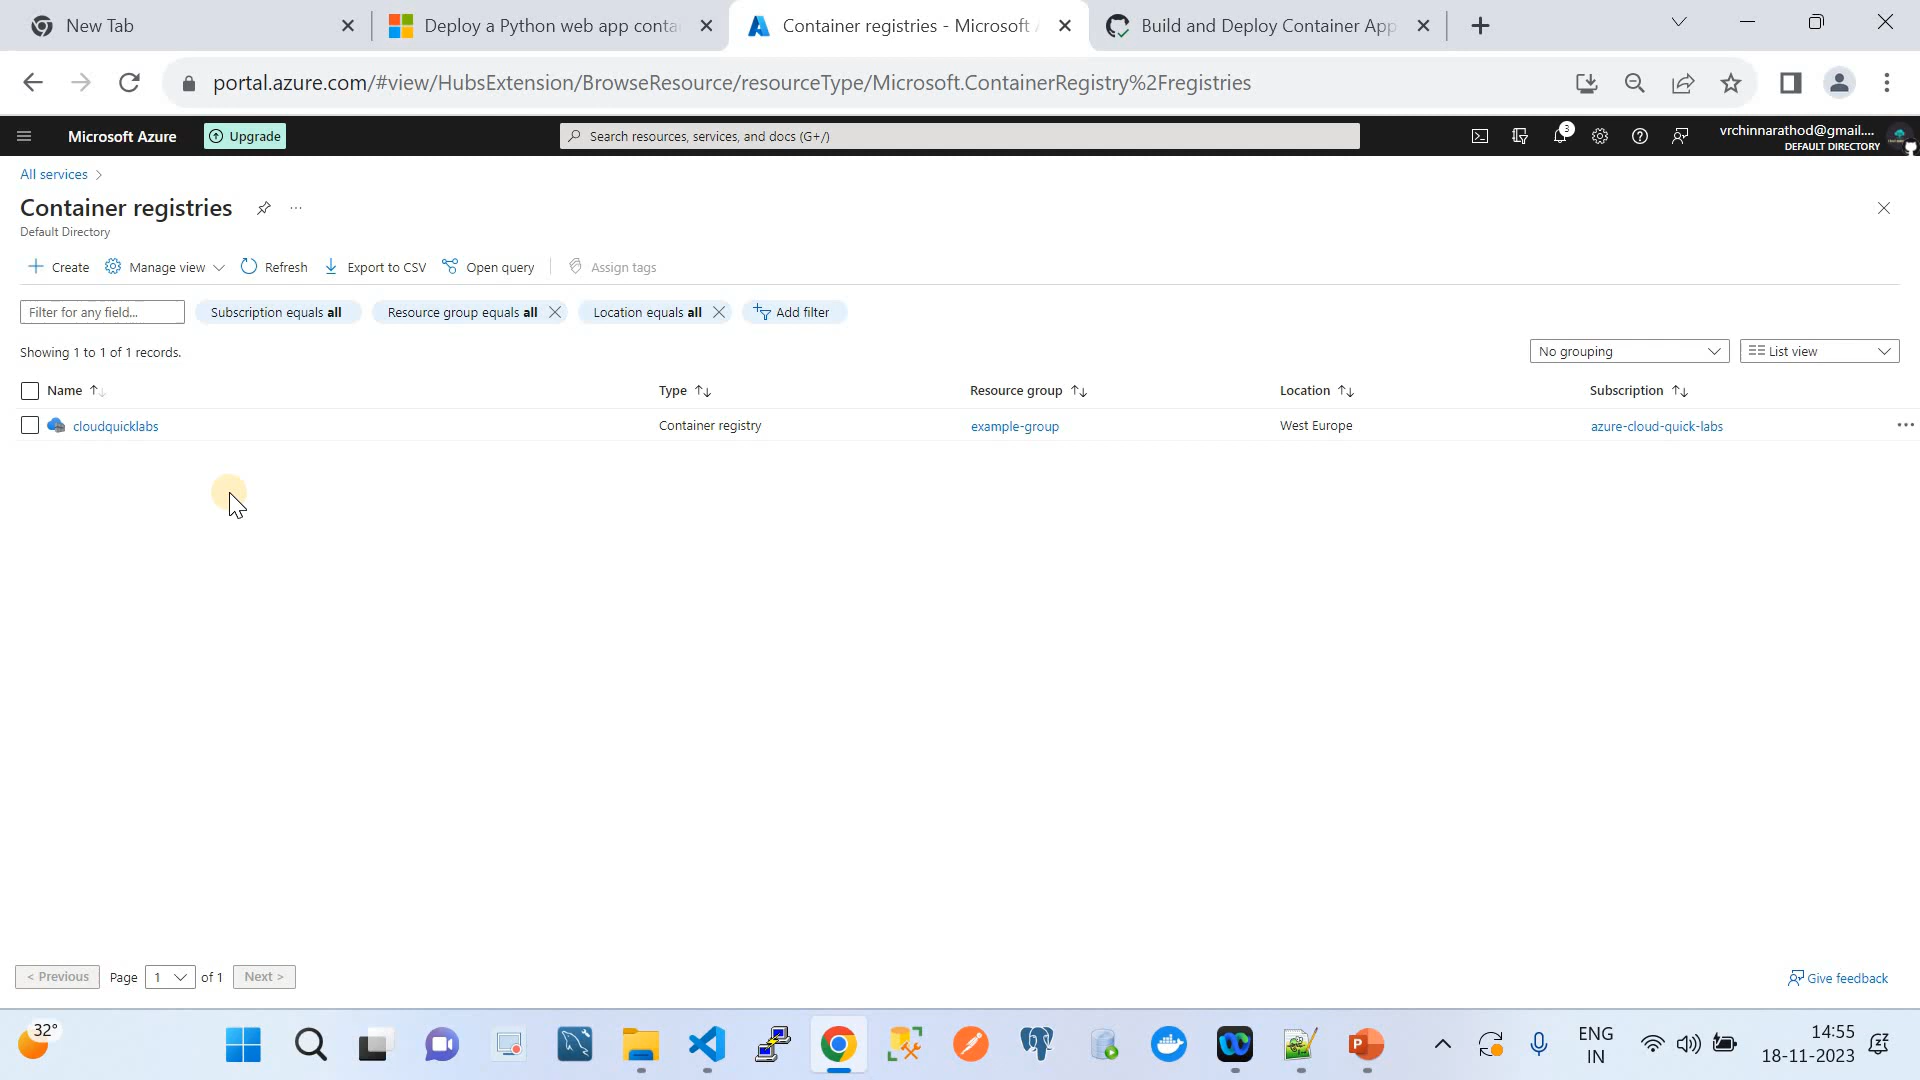 New Tab
Deploy a Python web app conta
Container registries - Microsoft
Build and Deploy Container App
portal.azure.com/#view/HubsExtension/BrowseResource/resourceType/Microsoft.ContainerRegistry%2Fregistries
Microsoft Azure
Upgrade
Search resources, services, and docs (G+/)
3
vrchinnarathod@gmail....
DEFAULT DIRECTORY
All services >
Container registries
Default Directory
Create
Manage view
Refresh
Export to CSV
Open query
Assign tags
Filter for any field...
Subscription equals all
Resource group equals all
Location equals all
Add filter
Showing 1 to 1 of 1 records.
No grouping
List view
Name
Type
Resource group
Location
Subscription
cloudquicklabs
Container registry
example-group
West Europe
azure-cloud-quick-labs
< Previous
Page
1
of 1
Next >
Give feedback
32°
ENG
IN
14:55
18-11-2023